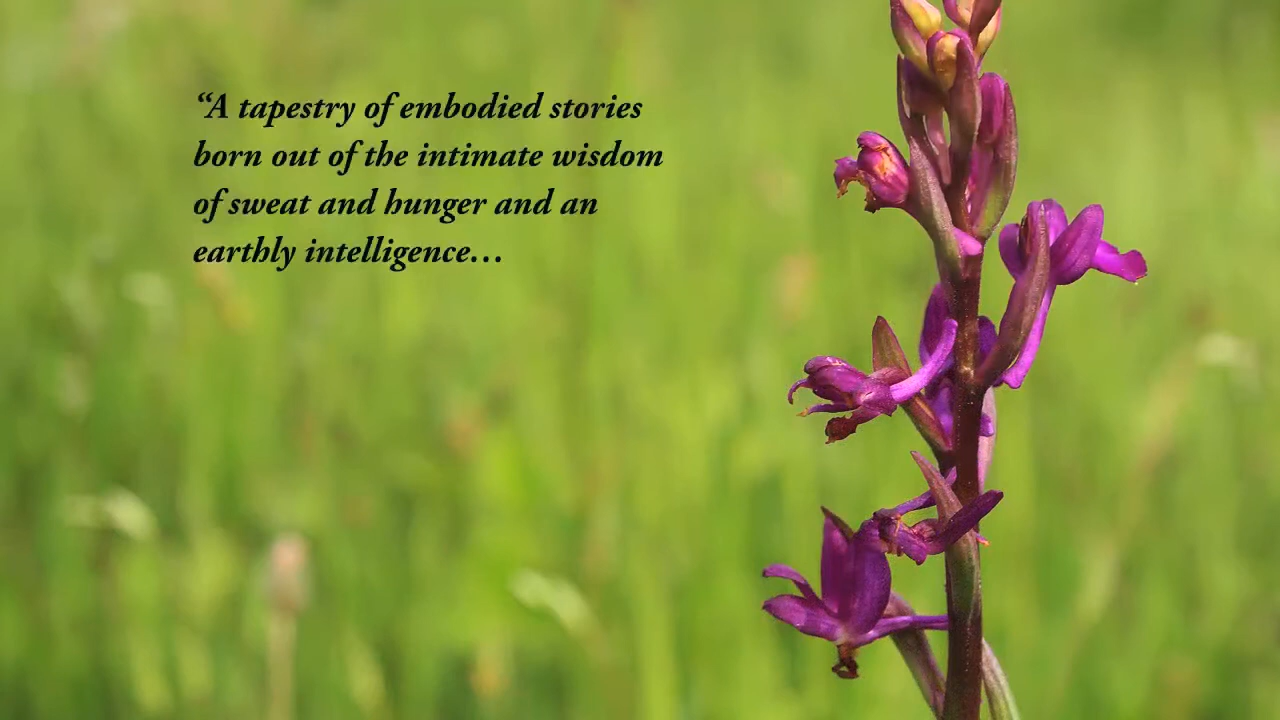 “A tapestry of embodied stories
born out of the intimate wisdom
of sweat and hunger and an
earthly intelligence…